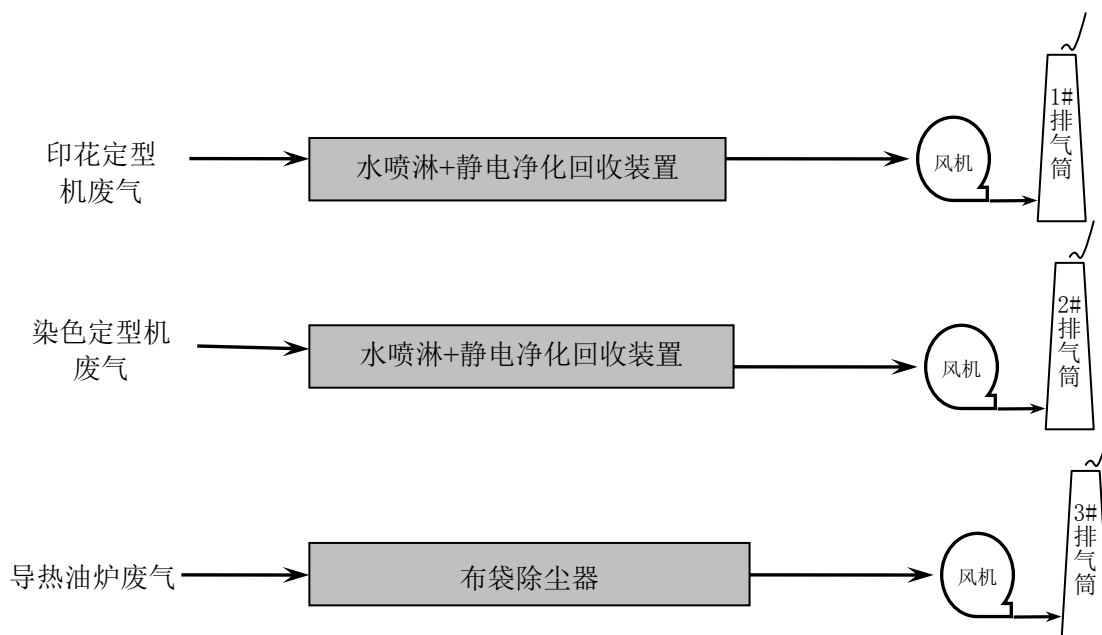 印花定型
机废气
水喷淋+静电净化回收装置
风机
1#排气筒
染色定型机
废气
水喷淋+静电净化回收装置
风机
2#排气筒
导热油炉废气
布袋除尘器
风机
3#排气筒